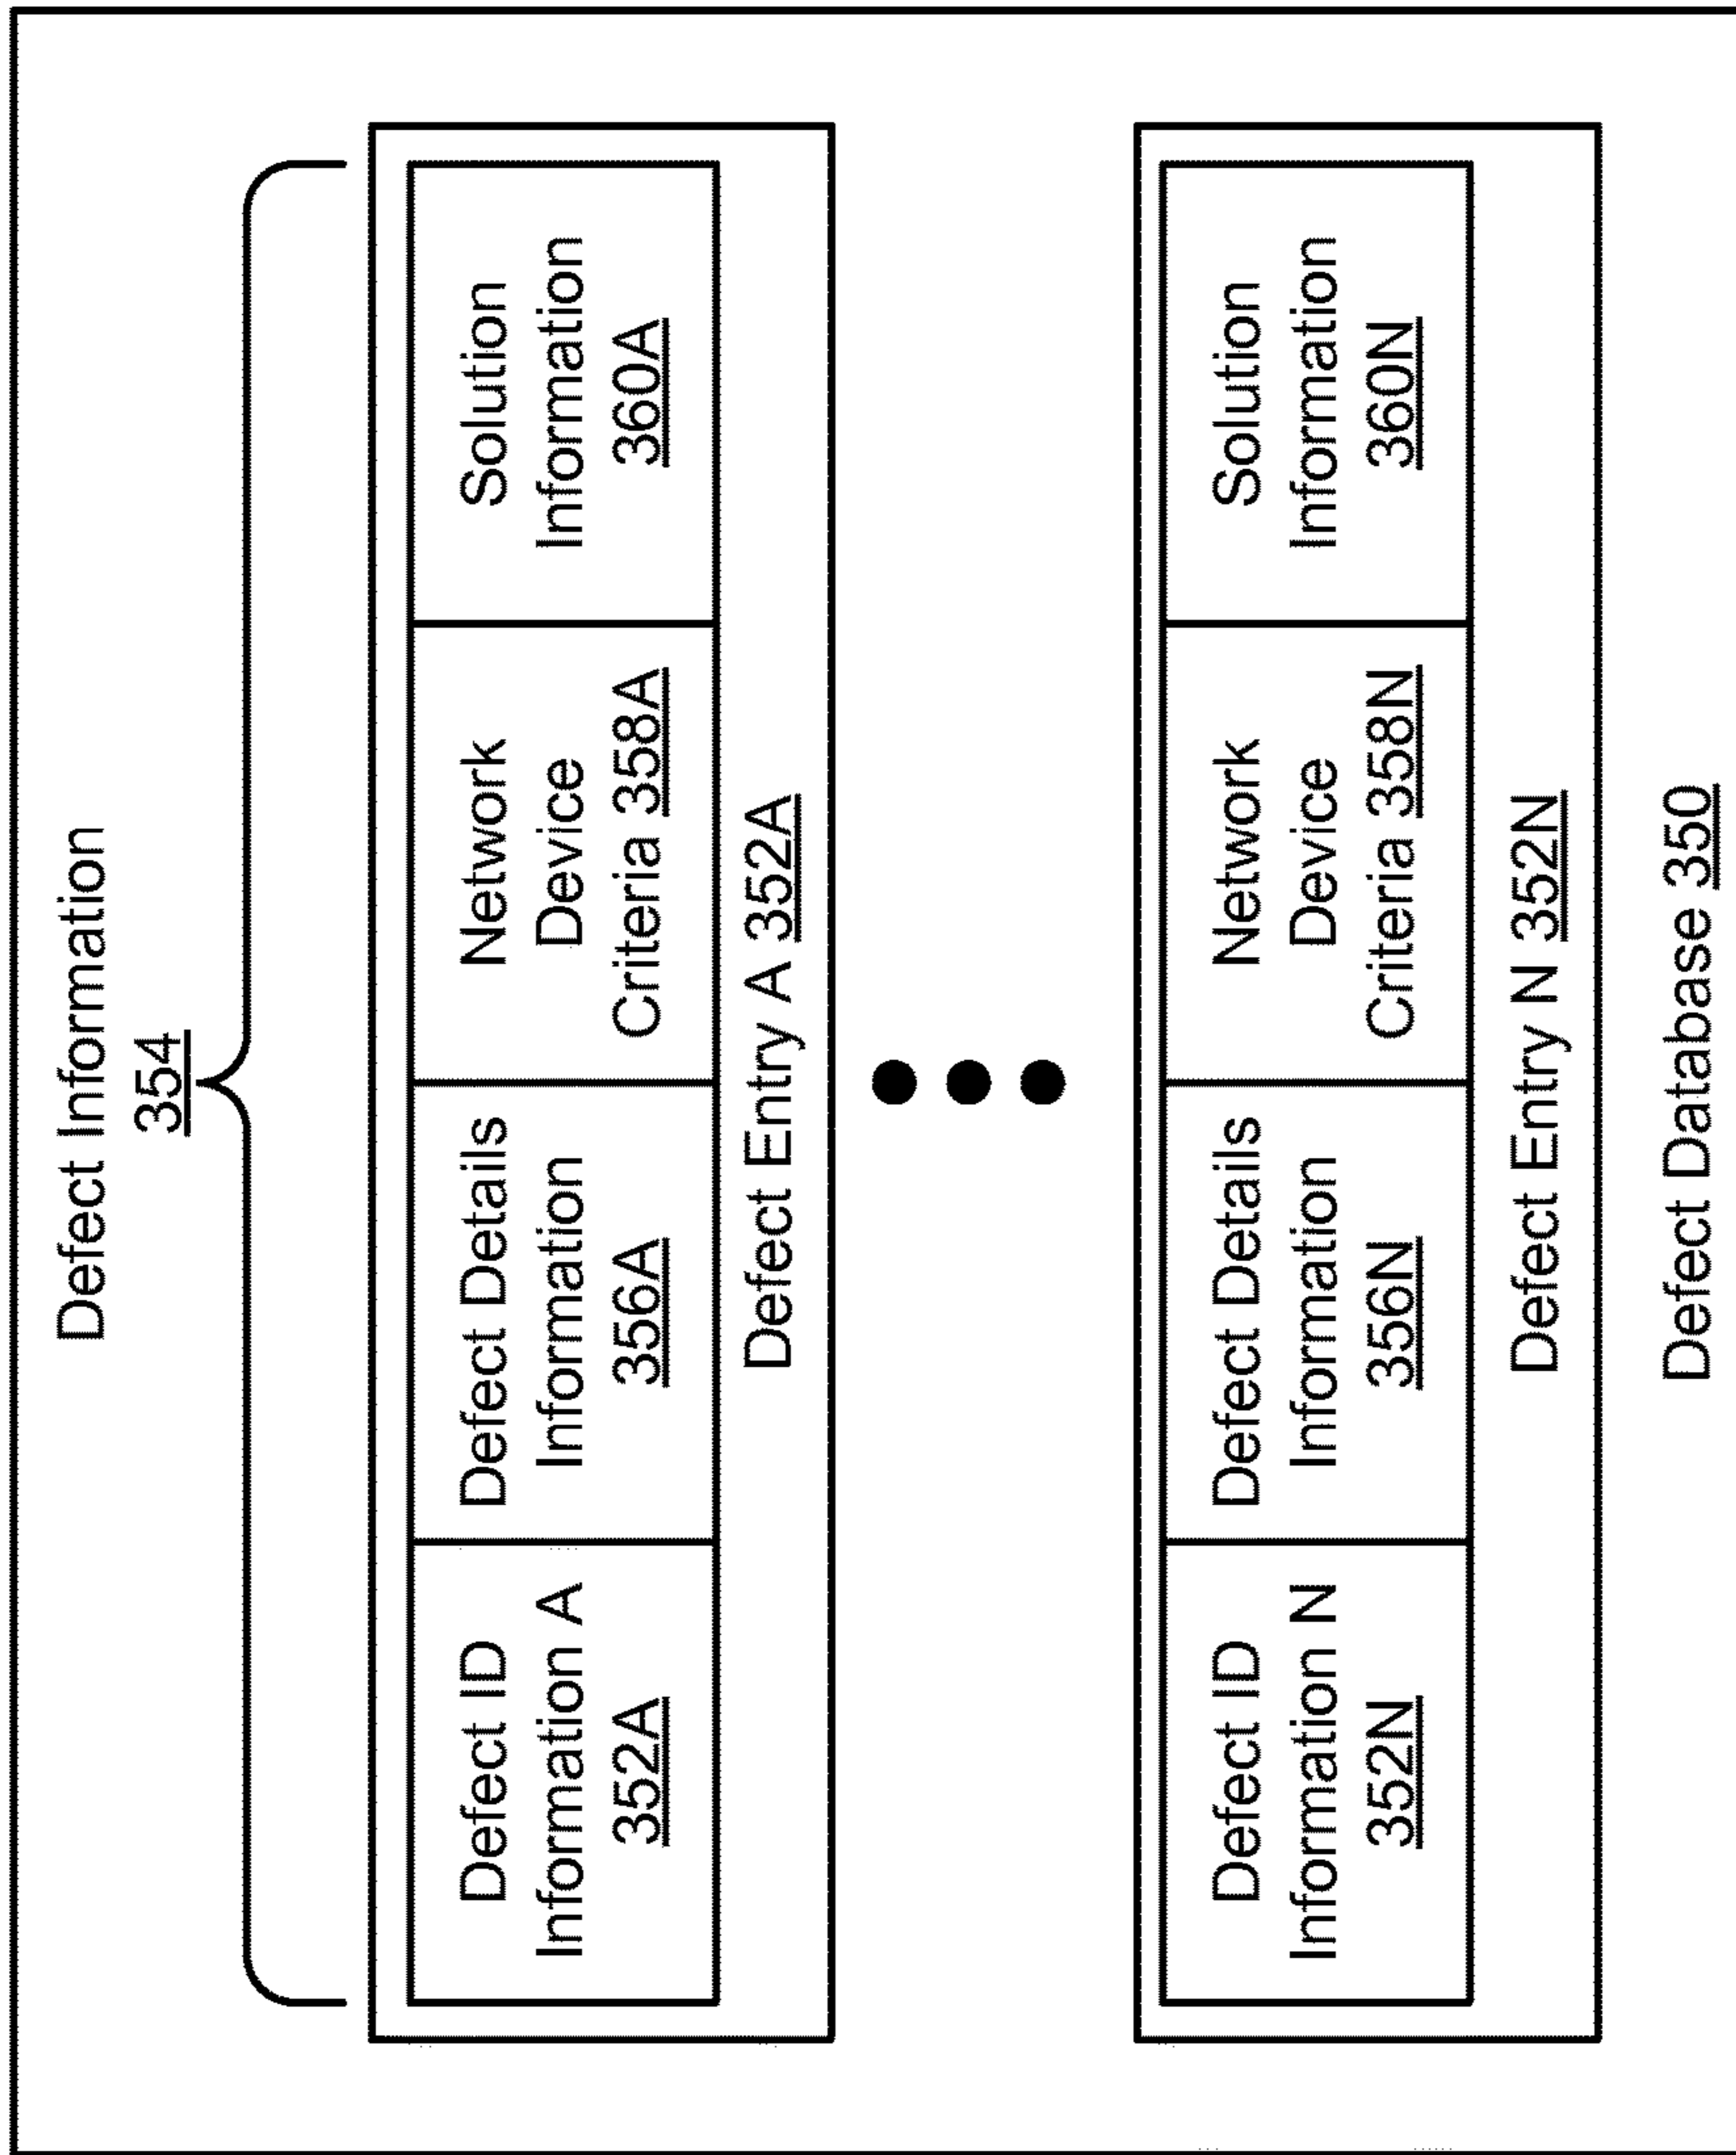 Defect Information
354
Defect ID
Information A
352A
Defect Details
Information
356A
Network
Device
Criteria 358A
Solution
Information
360A
Defect Entry A 352A
Defect ID
Information N
352N
Defect Details
Information
356N
Network
Device
Criteria 358N
Solution
Information
360N
Defect Entry N 352N
Defect Database 350